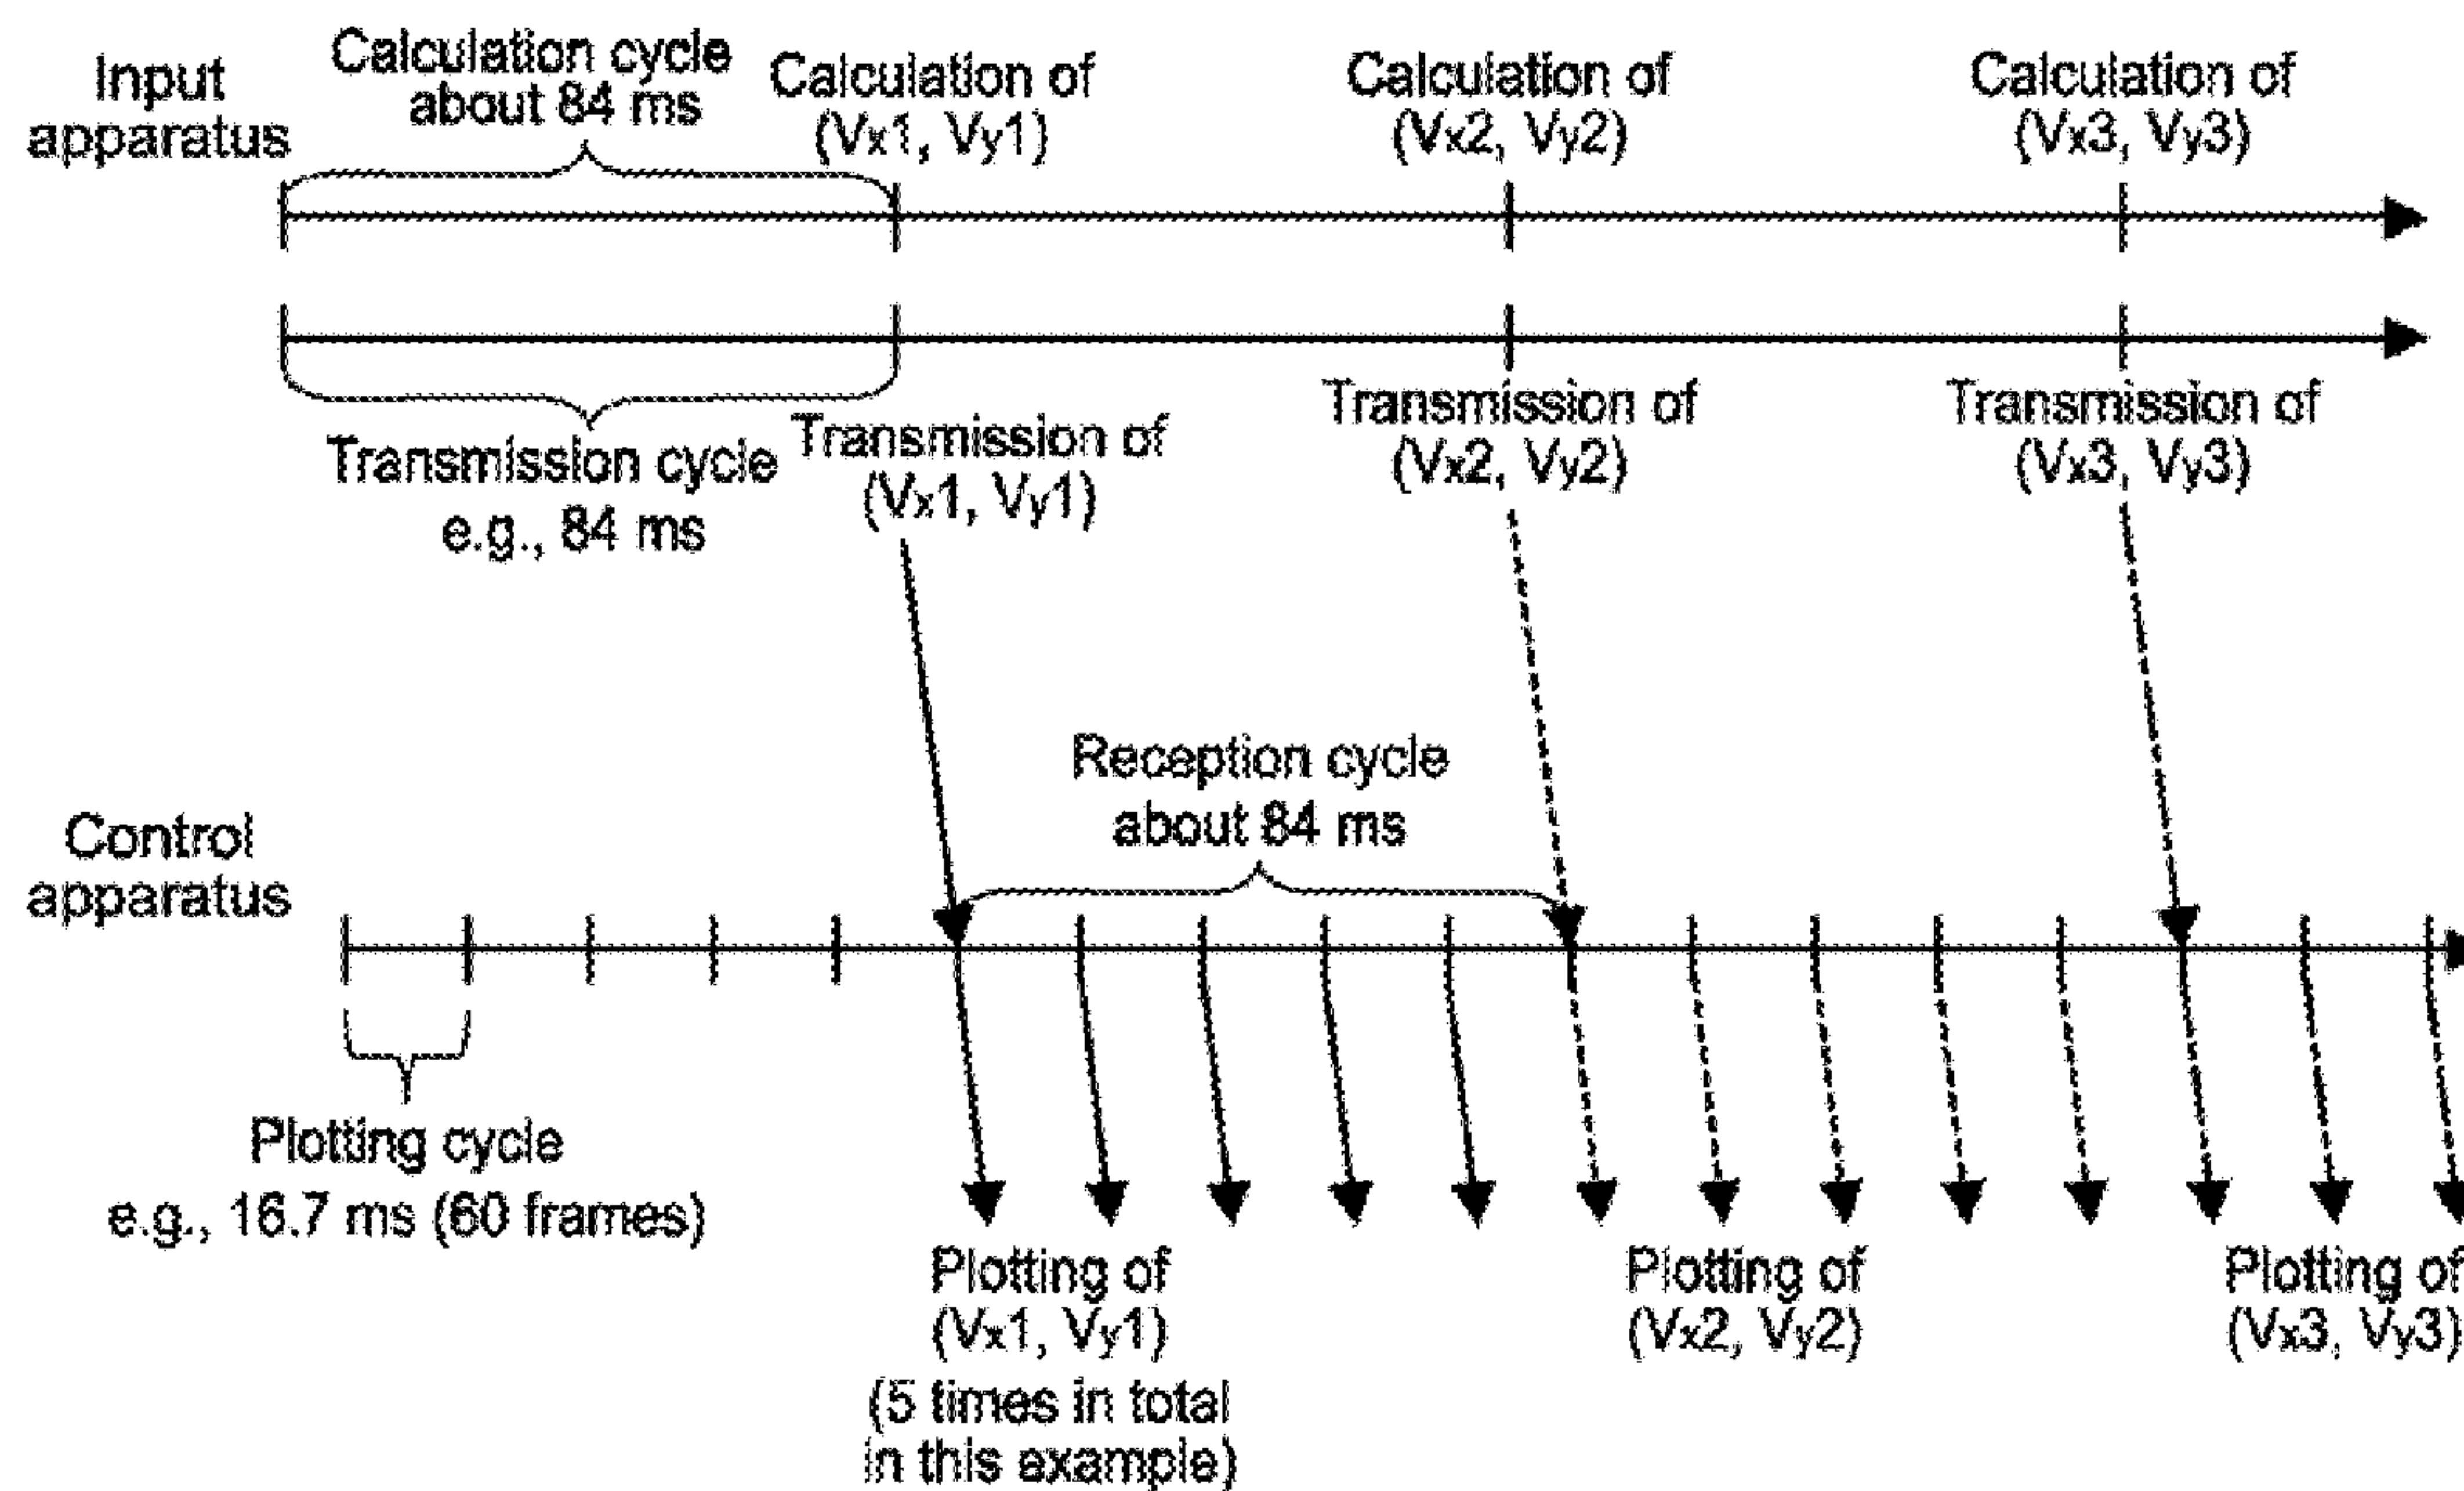 Input
apparatus
Calculation cycle
about 84 ms
Calculation of
(Vx1, Vy1)
Calculation of
(Vx2, Vy2)
Calculation of
(Vx3, Vy3)
Transmission cycle
e.g., 84 ms
Transmission of
(Vx1, Vy1)
Transmission of
(Vx2, Vy2)
Transmission of
(Vx3, Vy3)
Reception cycle
about 84 ms
Control
apparatus
Plotting cycle
e.g., 16.7 ms (60 frames)
Plotting of
(Vx1, Vy1)
(5 times in total
in this example)
Plotting of
(Vx2, Vy2)
Plotting of
(Vx3, Vy3)